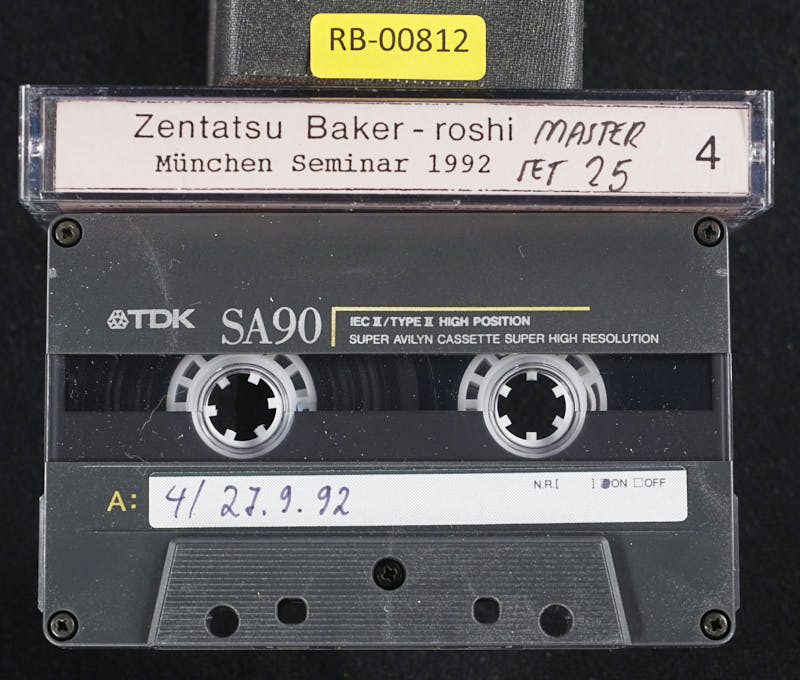 RB-00812
Zentatsu Baker-roshi MASTER
München Seminar 1992 SET 25
4
TDK SA90 IEC II/TYPE II HIGH POSITION
SUPER AVILYN CASSETTE SUPER HIGH RESOLUTION
A: 4/ 27.9.92 N.R.[ ] ON OFF